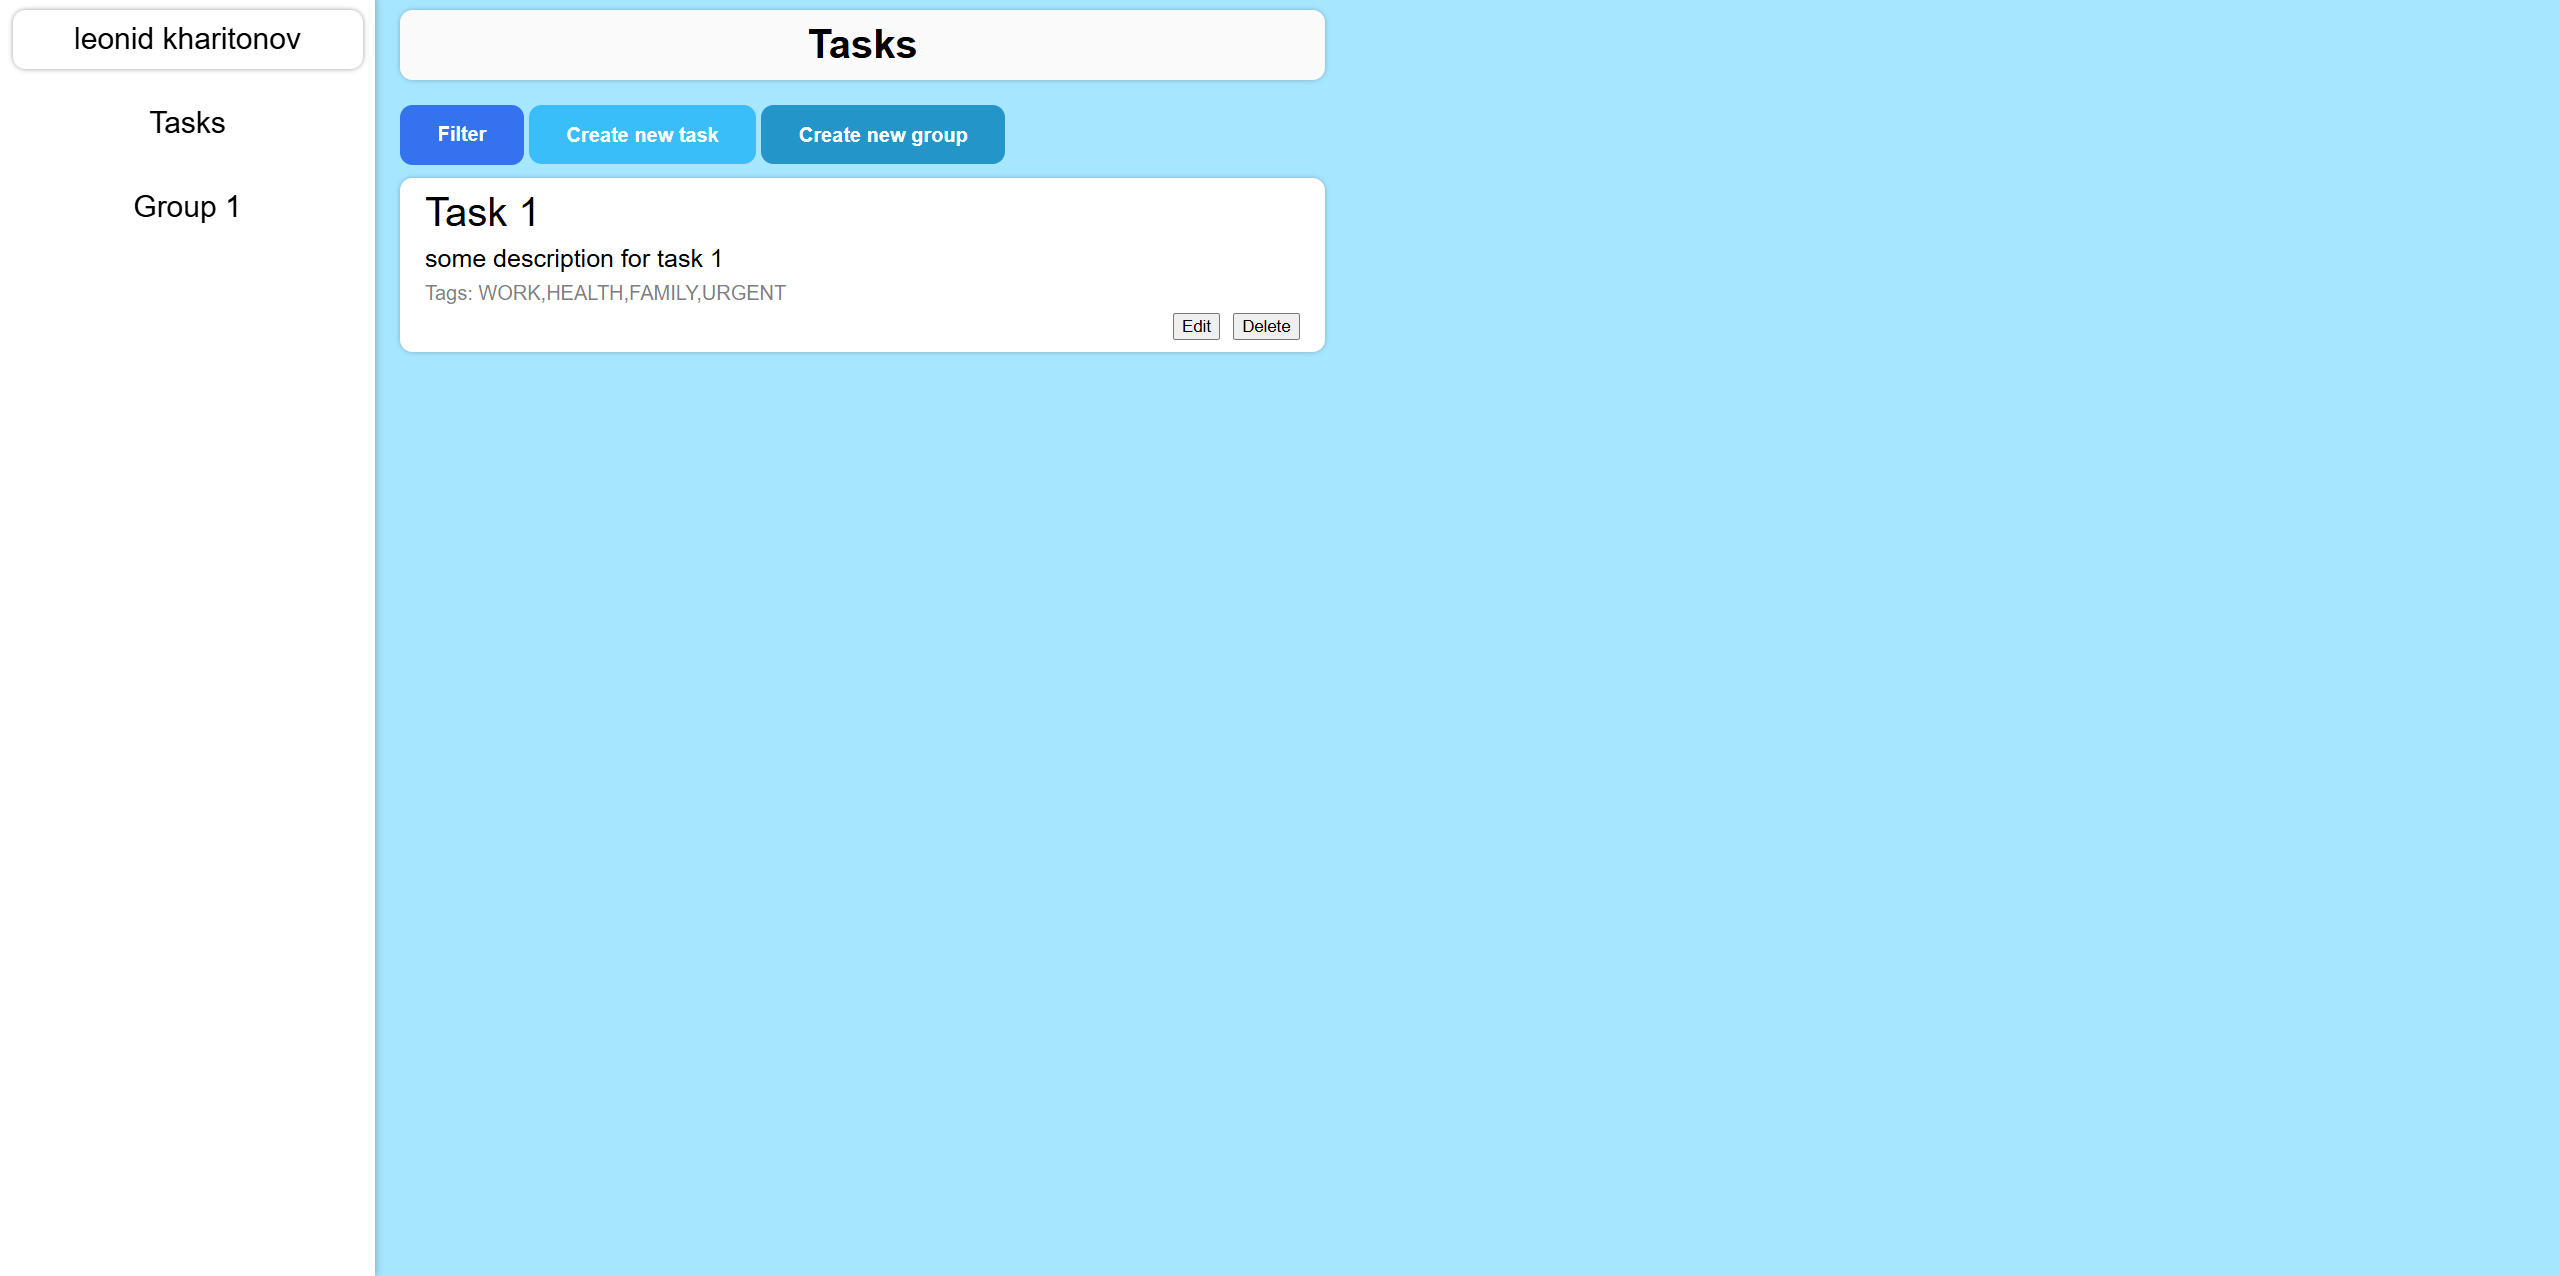 leonid kharitonov
Tasks
Group 1
Tasks
Filter
Create new task
Create new group
Task 1
some description for task 1
Tags: WORK,HEALTH,FAMILY,URGENT
Edit
Delete